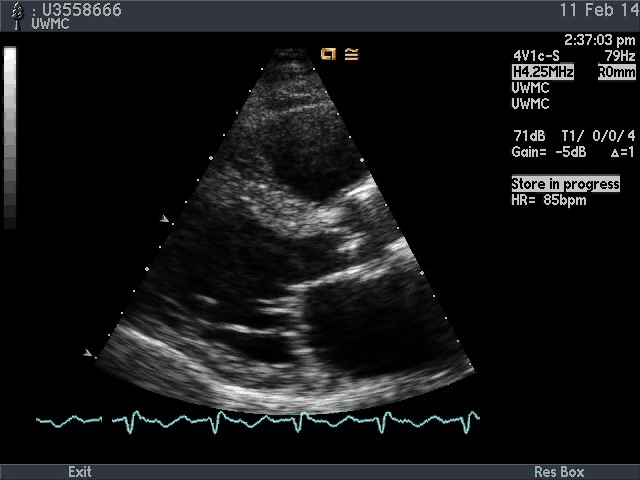 : U3558666
11 Feb 14
UWMC
2:37:03 pm
4V1c-S 79Hz
H4.25MHz R0mm
UWMC
UWMC
71dB T1/ 0/0/4
Gain= -5dB Δ=1
Store in progress
HR= 85bpm
Exit
Res Box